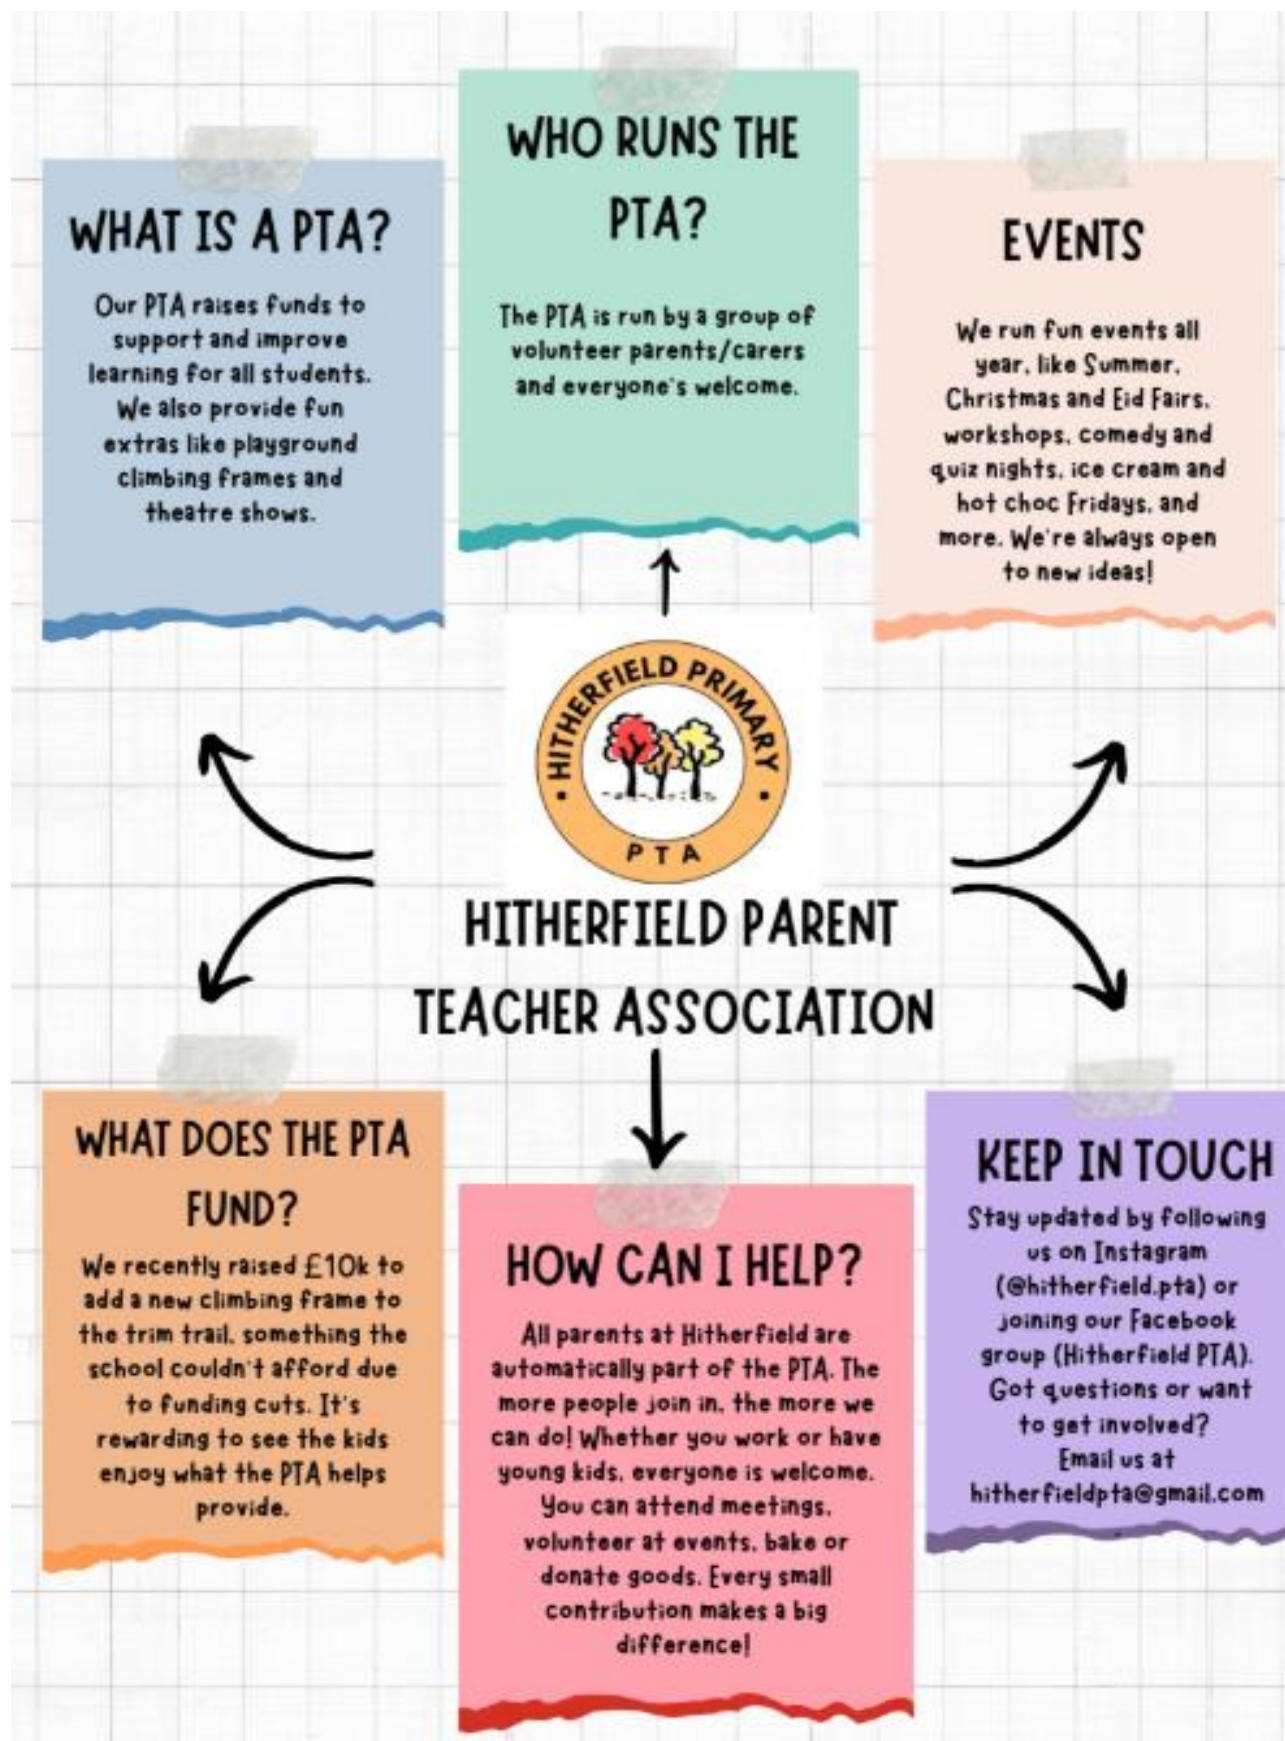 WHAT IS A PTA?
Our PTA raises funds to
support and improve
learning for all students.
We also provide fun
extras like playground
climbing frames and
theatre shows.
WHO RUNS THE
PTA?
The PTA is run by a group of
volunteer parents/carers
and everyone's welcome.
EVENTS
We run fun events all
year, like Summer,
Christmas and Eid Fairs,
workshops, comedy and
quiz nights, ice cream and
hot choc Fridays, and
more. We're always open
to new ideas!
HITHERFIELD PRIMARY
PTA
HITHERFIELD PARENT
TEACHER ASSOCIATION
WHAT DOES THE PTA
FUND?
We recently raised £10k to
add a new climbing frame to
the trim trail, something the
school couldn't afford due
to funding cuts. It's
rewarding to see the kids
enjoy what the PTA helps
provide.
HOW CAN I HELP?
All parents at Hitherfield are
automatically part of the PTA. The
more people join in, the more we
can do! Whether you work or have
young kids, everyone is welcome.
You can attend meetings,
volunteer at events, bake or
donate goods. Every small
contribution makes a big
difference!
KEEP IN TOUCH
Stay updated by following
us on Instagram
(@hitherfield.pta) or
joining our Facebook
group (Hitherfield PTA).
Got questions or want
to get involved?
Email us at
hitherfieldpta@gmail.com